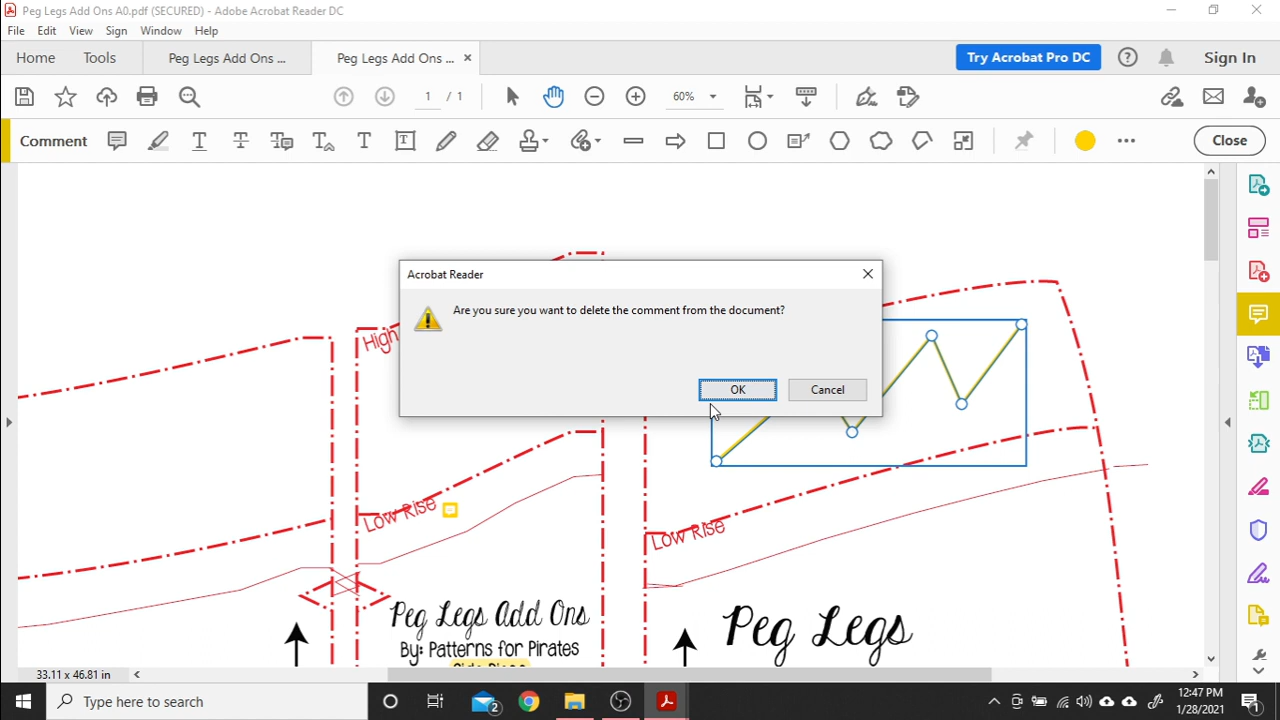 Peg Legs Add Ons A0.pdf (SECURED) - Adobe Acrobat Reader DC
File Edit View Sign Window Help
Home Tools Peg Legs Add Ons ... Peg Legs Add Ons ... Try Acrobat Pro DC Sign In
1 / 1 60%
Comment Close
Acrobat Reader
Are you sure you want to delete the comment from the document?
OK Cancel
High
Low Rise
Low Rise
Peg Legs Add Ons
By: Patterns for Pirates
Side Piece
Peg Legs
33.11 x 46.81 in
Type here to search
2
12:47 PM
1/28/2021
1